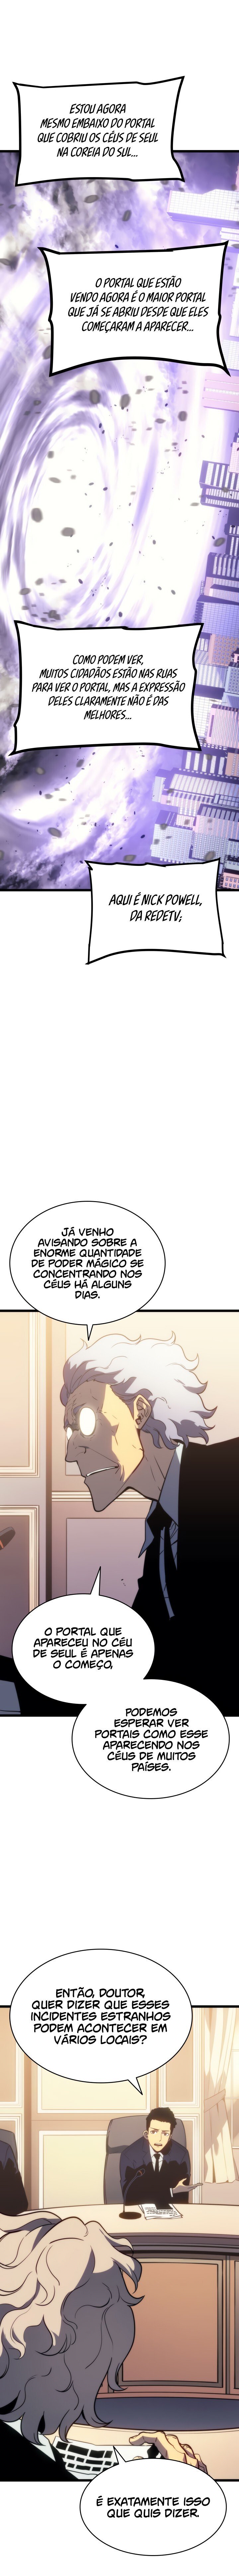 ESTOU AGORA
MESMO EMBAIXO DO PORTAL
QUE COBRIU OS CÉUS DE SEUL
NA COREIA DO SUL...
O PORTAL QUE ESTÃO
VENDO AGORA É O MAIOR PORTAL
QUE JÁ SE ABRIU DESDE QUE ELES
COMEÇARAM A APARECER...
COMO PODEM VER,
MUITOS CIDADÃOS ESTÃO NAS RUAS
PARA VER O PORTAL, MAS A EXPRESSÃO
DELES CLARAMENTE NÃO É DAS
MELHORES...
AQUI É NICK POWELL,
DA REDETV;
JÁ VENHO
AVISANDO SOBRE A
ENORME QUANTIDADE
DE PODER MÁGICO SE
CONCENTRANDO NOS
CÉUS HÁ ALGUNS
DIAS.
O PORTAL QUE
APARECEU NO CÉU
DE SEUL É APENAS
O COMEÇO,
PODEMOS
ESPERAR VER
PORTAIS COMO ESSE
APARECENDO NOS
CÉUS DE MUITOS
PAÍSES.
ENTÃO, DOUTOR,
QUER DIZER QUE ESSES
INCIDENTES ESTRANHOS
PODEM ACONTECER EM
VÁRIOS LOCAIS?
É EXATAMENTE ISSO
QUE QUIS DIZER.